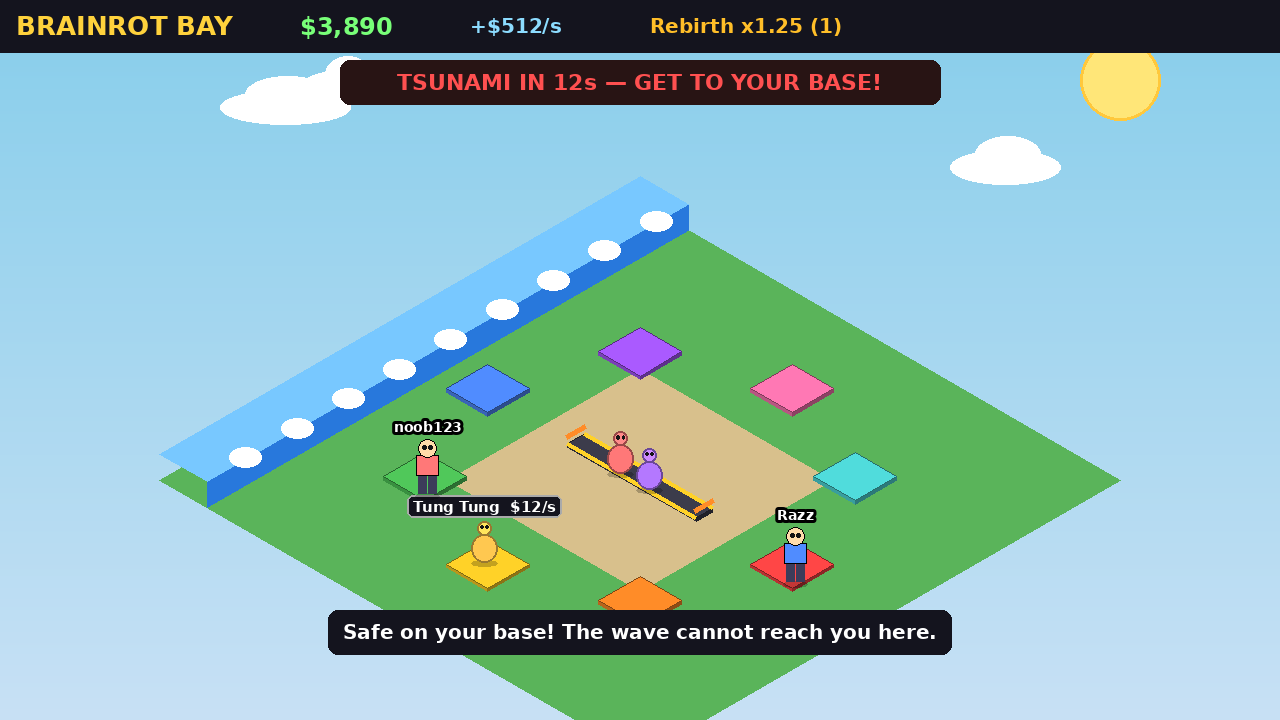 BRAINROT BAY
$3,890
+$512/s
Rebirth x1.25 (1)
TSUNAMI IN 12s — GET TO YOUR BASE!
noob123
Tung Tung $12/s
Razz
Safe on your base! The wave cannot reach you here.